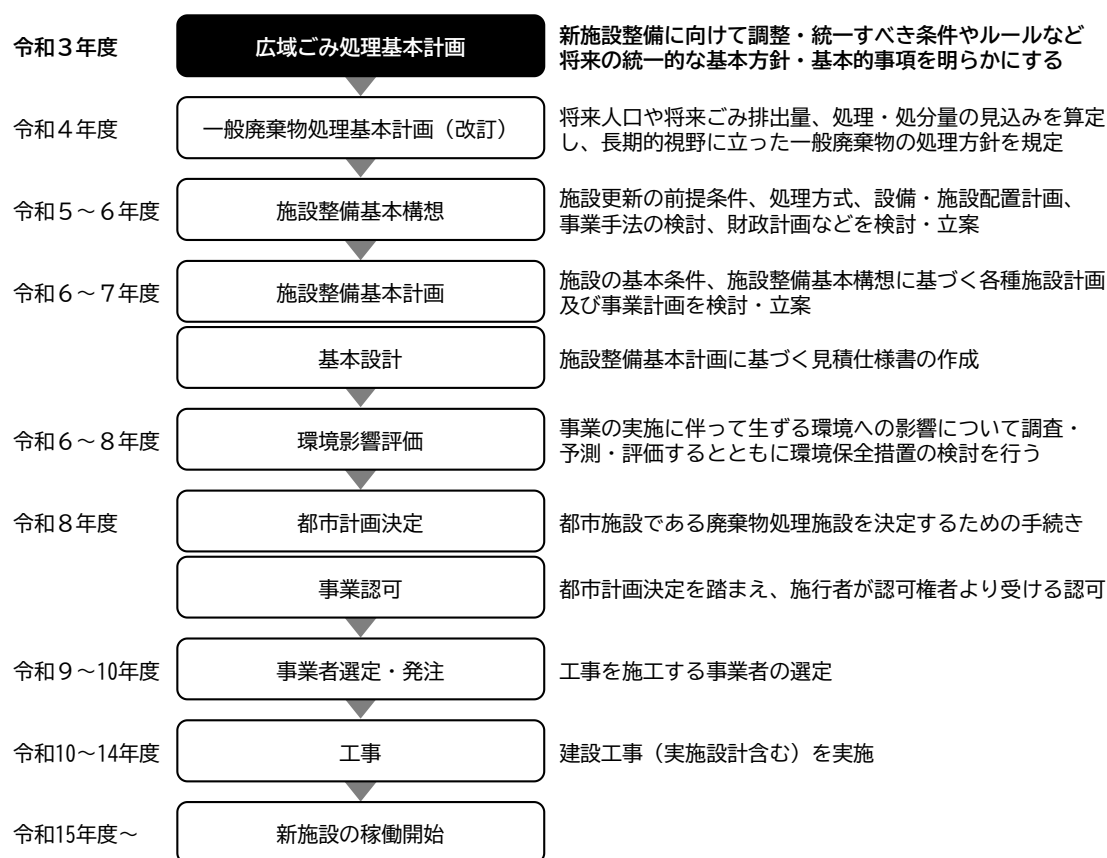 令和３年度
広域ごみ処理基本計画
新施設整備に向けて調整・統一すべき条件やルールなど
将来の統一的な基本方針・基本的事項を明らかにする
令和４年度
一般廃棄物処理基本計画（改訂）
将来人口や将来ごみ排出量、処理・処分量の見込みを算定
し、長期的視野に立った一般廃棄物の処理方針を規定
令和５～６年度
施設整備基本構想
施設更新の前提条件、処理方式、設備・施設配置計画、
事業手法の検討、財政計画などを検討・立案
令和６～７年度
施設整備基本計画
施設の基本条件、施設整備基本構想に基づく各種施設計画
及び事業計画を検討・立案
基本設計
施設整備基本計画に基づく見積仕様書の作成
令和６～８年度
環境影響評価
事業の実施に伴って生ずる環境への影響について調査・
予測・評価するとともに環境保全措置の検討を行う
令和８年度
都市計画決定
都市施設である廃棄物処理施設を決定するための手続き
事業認可
都市計画決定を踏まえ、施行者が認可権者より受ける認可
令和９～10年度
事業者選定・発注
工事を施工する事業者の選定
令和10～14年度
工事
建設工事（実施設計含む）を実施
令和15年度～
新施設の稼働開始